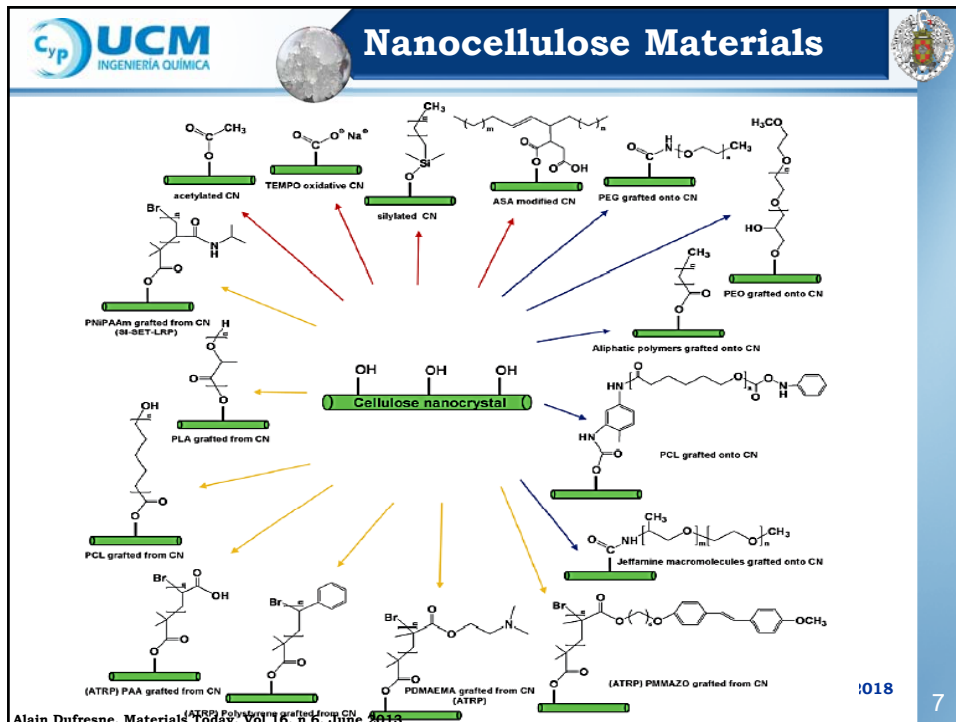 CyP UCM
INGENIERÍA QUÍMICA
Nanocellulose Materials
acetylated CN
TEMPO oxidative CN
silylated CN
ASA modified CN
PEG grafted onto CN
PEO grafted onto CN
PNiPAAm grafted from CN
(SI-SET-LRP)
Aliphatic polymers grafted onto CN
OH OH OH
Cellulose nanocrystal
PLA grafted from CN
PCL grafted onto CN
PCL grafted from CN
Jeffamine macromolecules grafted onto CN
(ATRP) PAA grafted from CN
(ATRP) Polystyrene grafted from CN
PDMAEMA grafted from CN
(ATRP)
(ATRP) PMMAZO grafted from CN
2018
7
Alain Dufresne, Materials Today, Vol 16, n 6, June 2013